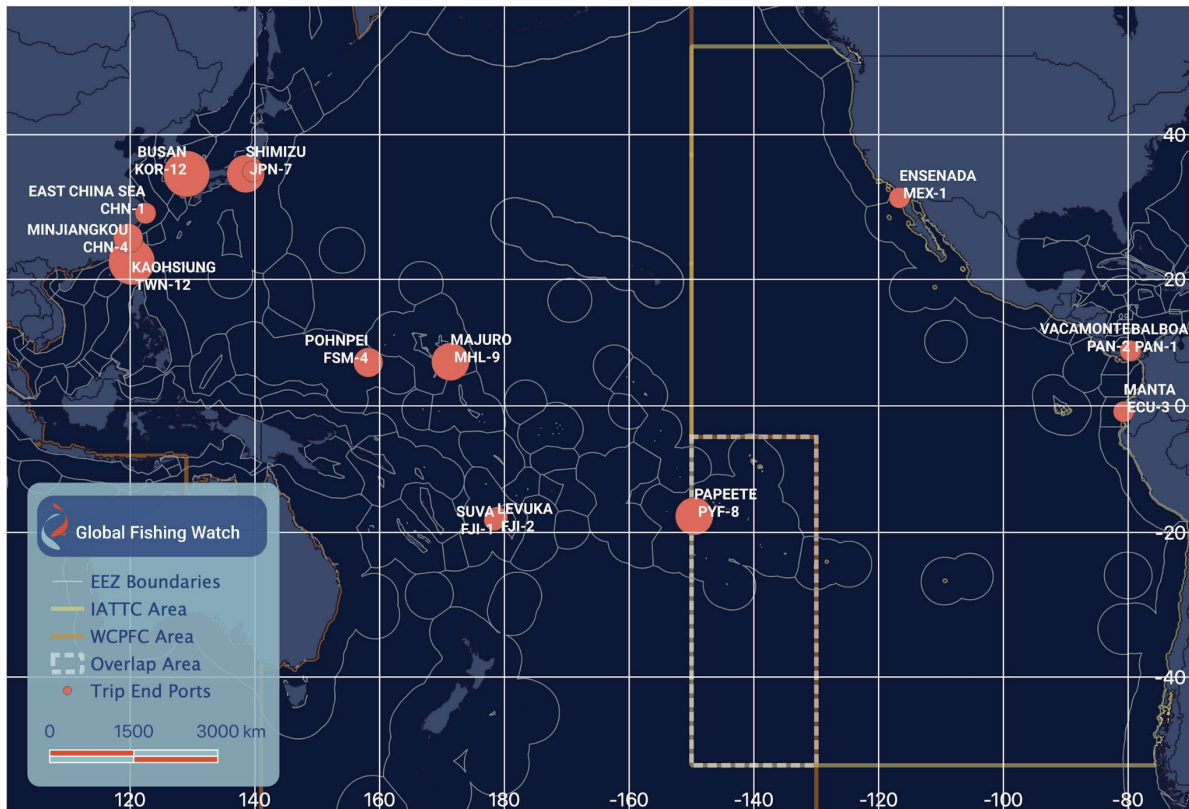 BUSAN
KOR-12
SHIMIZU
JPN-7
EAST CHINA SEA
CHN-1
MINJIANGKOU
CHN-4
KAOHSIUNG
TWN-12
POHNPEI
FSM-4
MAJURO
MHL-9
ENSENADA
MEX-1
VACAMONTE
PAN-2
BALBOA
PAN-1
MANTA
ECU-3
SUVA
FJI-1
LEVUKA
FJI-2
PAPEETE
PYF-8
40
20
0
-20
-40
Global Fishing Watch
EEZ Boundaries
IATTC Area
WCPFC Area
Overlap Area
Trip End Ports
0 1500 3000 km
120 140 160 180 -160 -140 -120 -100 -80